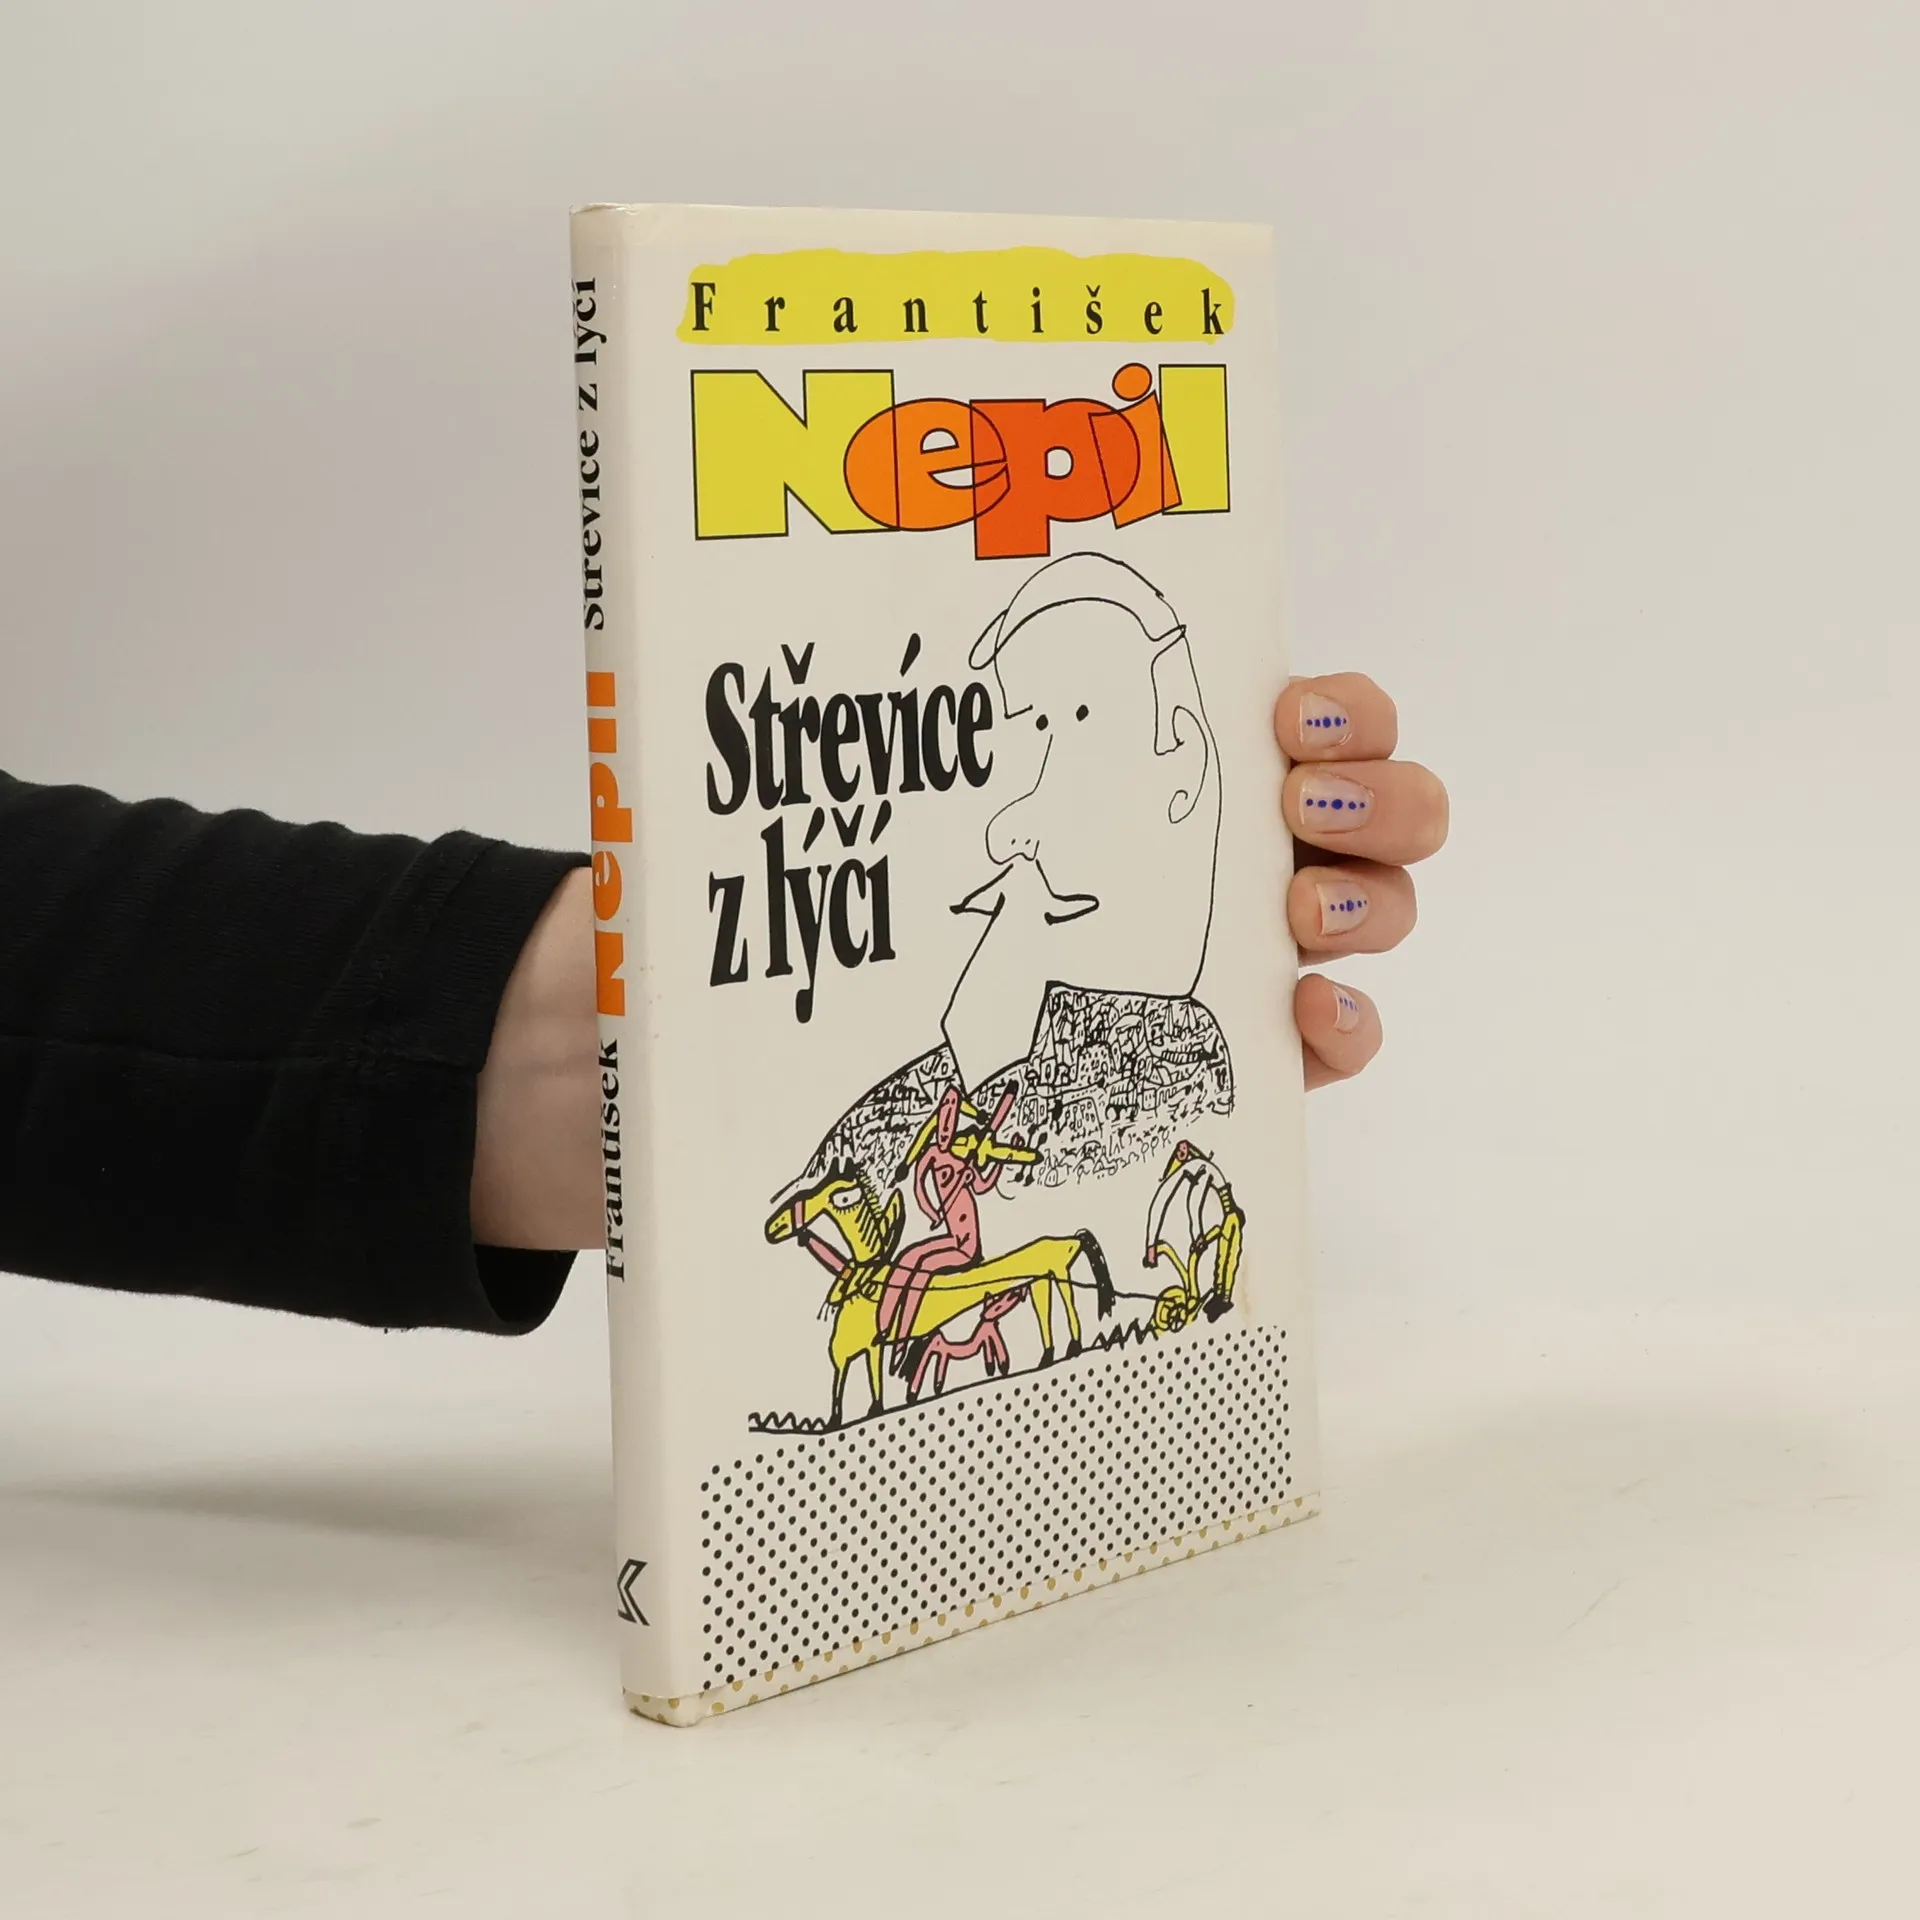 František
Nepil
Střevíce
z lýčí
František Nepil Střevíce z lýčí